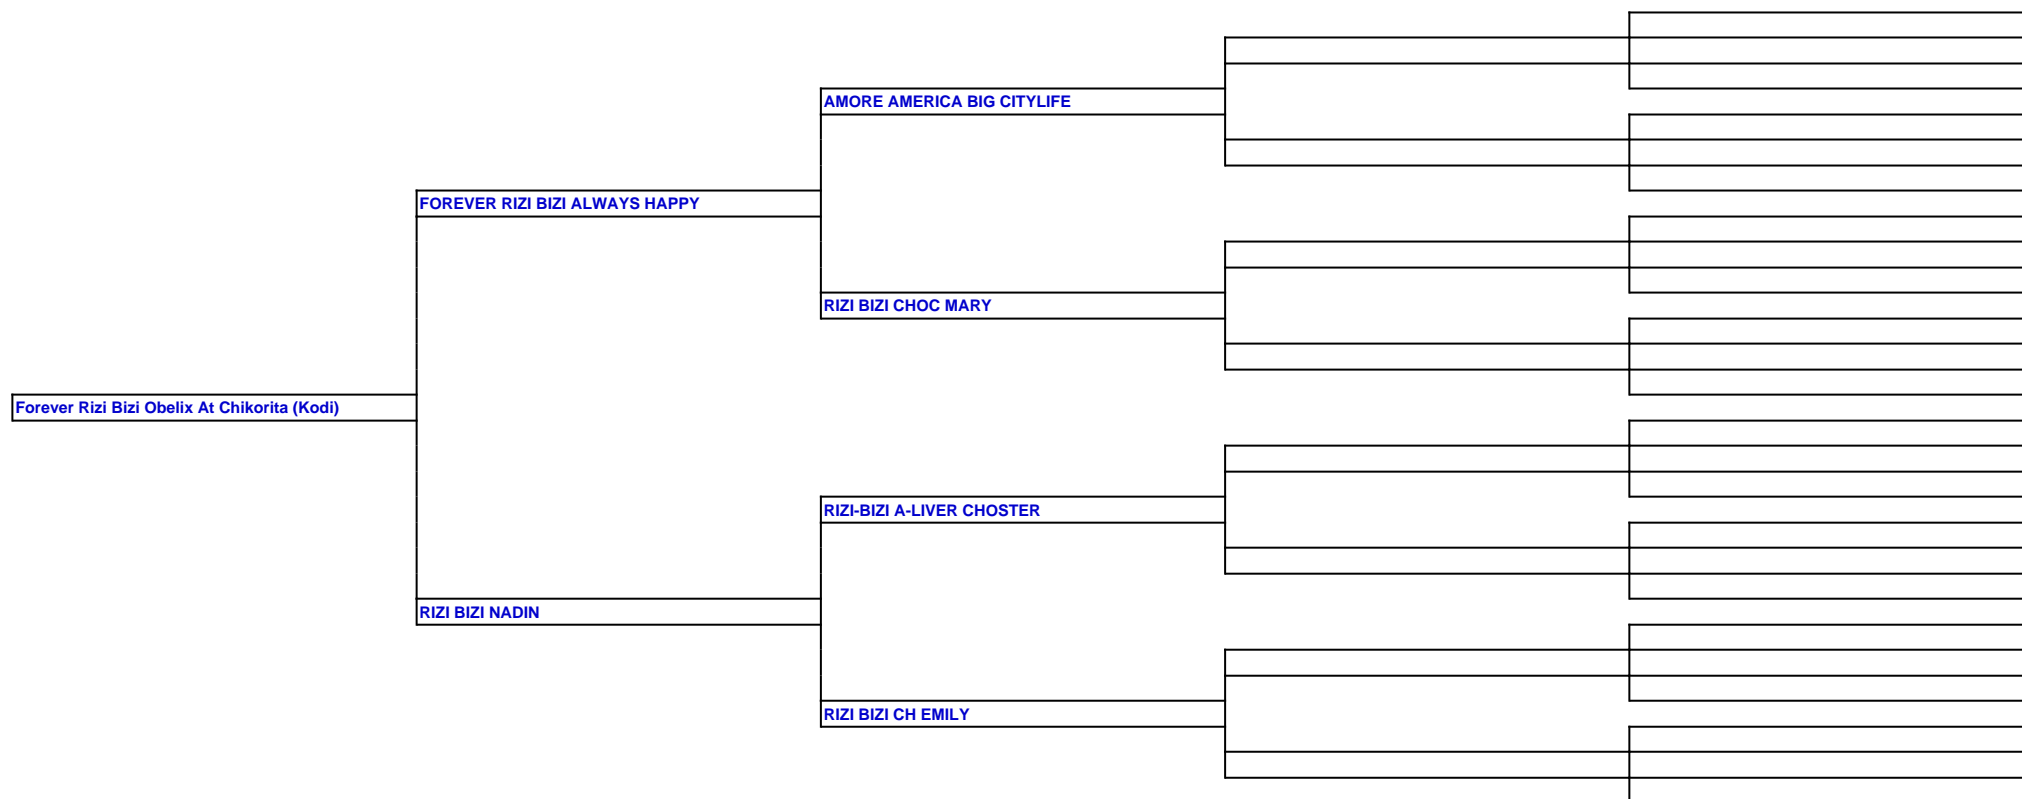 AMORE AMERICA BIG CITYLIFE
FOREVER RIZI BIZI ALWAYS HAPPY
RIZI BIZI CHOC MARY
Forever Rizi Bizi Obelix At Chikorita (Kodi)
RIZI-BIZI A-LIVER CHOSTER
RIZI BIZI NADIN
RIZI BIZI CH EMILY